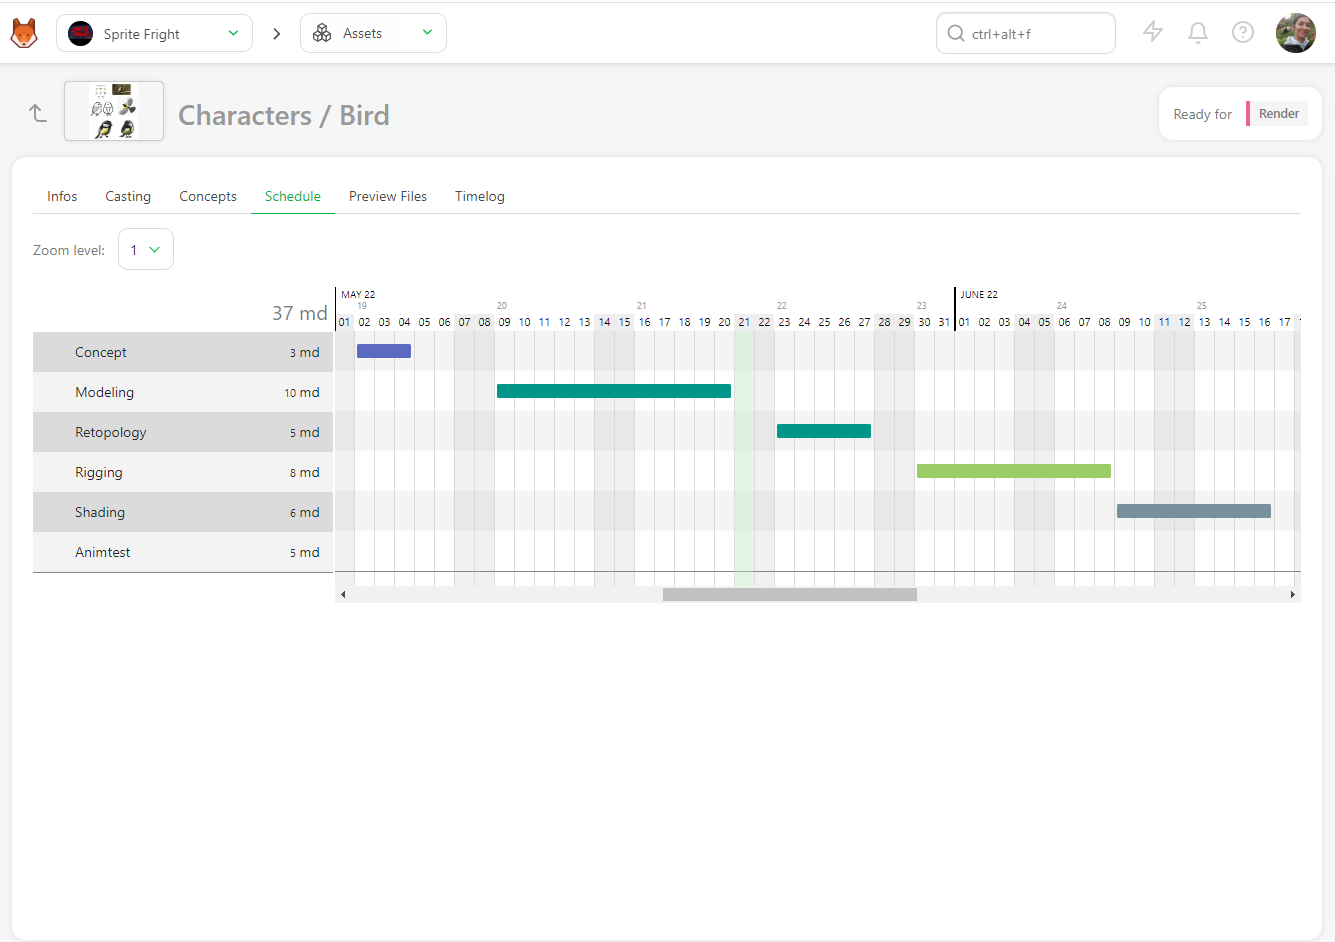 Sprite Fright Assets ctrl+alt+f
Characters / Bird
Ready for Render
Infos Casting Concepts Schedule Preview Files Timelog
Zoom level: 1
MAY 22 JUNE 22
19 20 21 22 23 24 25
37 md
01 02 03 04 05 06 07 08 09 10 11 12 13 14 15 16 17 18 19 20 21 22 23 24 25 26 27 28 29 30 31 01 02 03 04 05 06 07 08 09 10 11 12 13 14 15 16 17
Concept 3 md
Modeling 10 md
Retopology 5 md
Rigging 8 md
Shading 6 md
Animtest 5 md